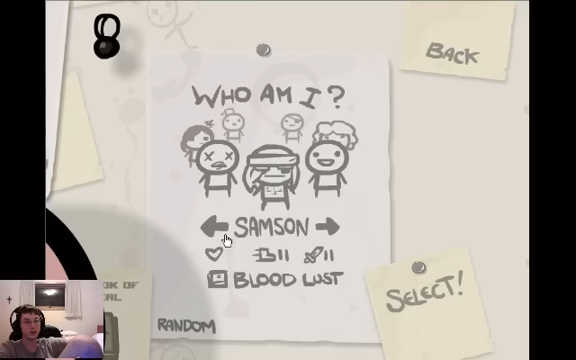 BACK
WHO AM I?
SAMSON
BLOOD LUST
SELECT!
RANDOM